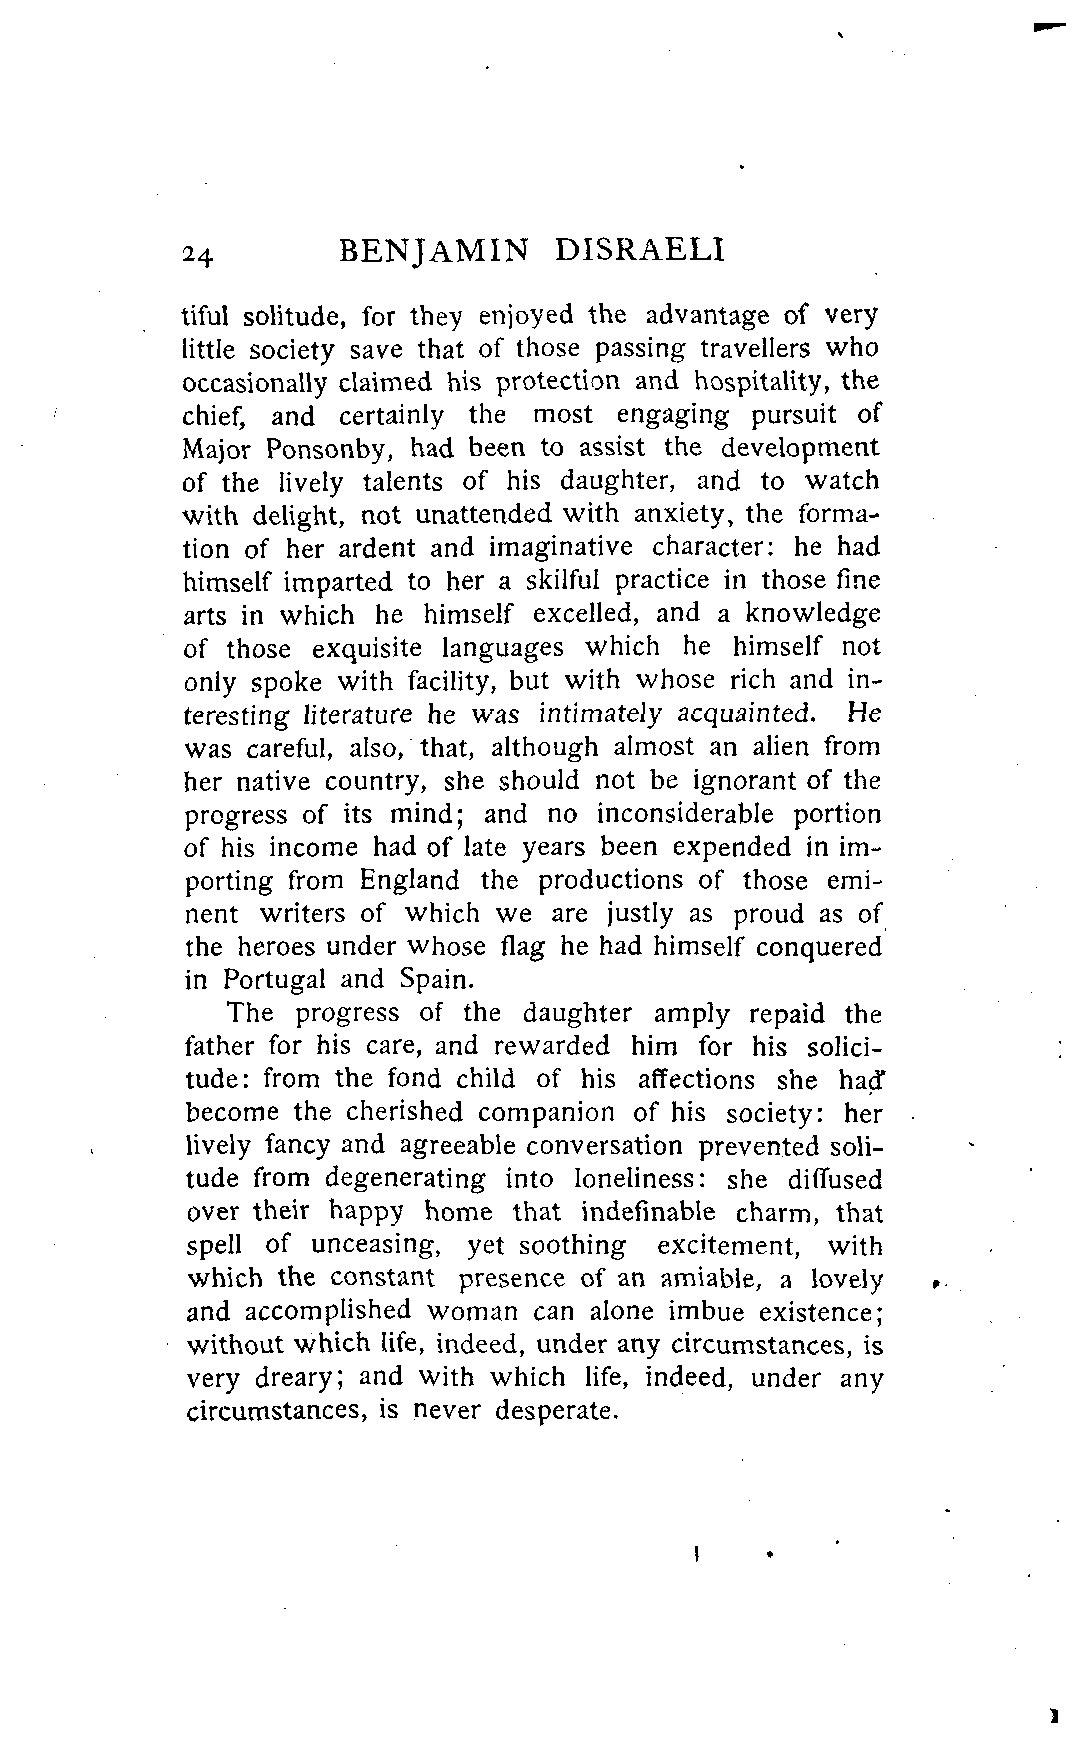 24 BENJAMIN DISRAELI
tiful solitude, for they enjoyed the advantage of very
little society save that of those passing travellers who
occasionally claimed his protection and hospitality, the
chief, and certainly the most engaging pursuit of
Major Ponsonby, had been to assist the development
of the lively talents of his daughter, and to watch
with delight, not unattended with anxiety, the forma-
tion of her ardent and imaginative character: he had
himself imparted to her a skilful practice in those fine
arts in which he himself excelled, and a knowledge
of those exquisite languages which he himself not
only spoke with facility, but with whose rich and in-
teresting literature he was intimately acquainted. He
was careful, also, that, although almost an alien from
her native country, she should not be ignorant of the
progress of its mind; and no inconsiderable portion
of his income had of late years been expended in im-
porting from England the productions of those emi-
nent writers of which we are justly as proud as of
the heroes under whose flag he had himself conquered
in Portugal and Spain.
The progress of the daughter amply repaid the
father for his care, and rewarded him for his solici-
tude: from the fond child of his affections she had
become the cherished companion of his society: her
lively fancy and agreeable conversation prevented soli-
tude from degenerating into loneliness: she diffused
over their happy home that indefinable charm, that
spell of unceasing, yet soothing excitement, with
which the constant presence of an amiable, a lovely
and accomplished woman can alone imbue existence;
without which life, indeed, under any circumstances, is
very dreary; and with which life, indeed, under any
circumstances, is never desperate.